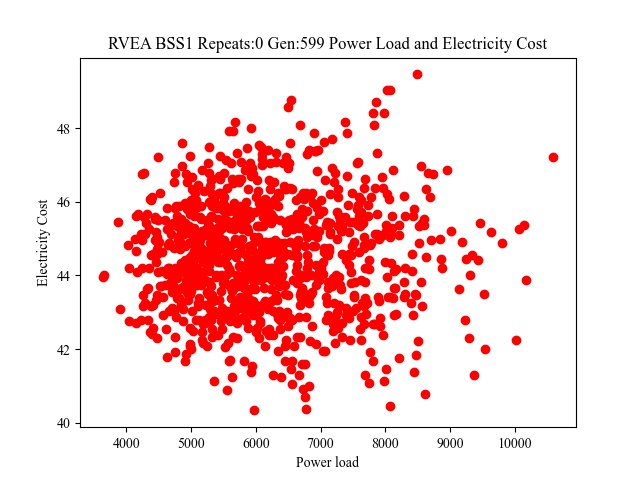 RVEA BSS1 Repeats:0 Gen:599 Power Load and Electricity Cost
48
46
44
42
40
Electricity Cost
4000 5000 6000 7000 8000 9000 10000
Power load